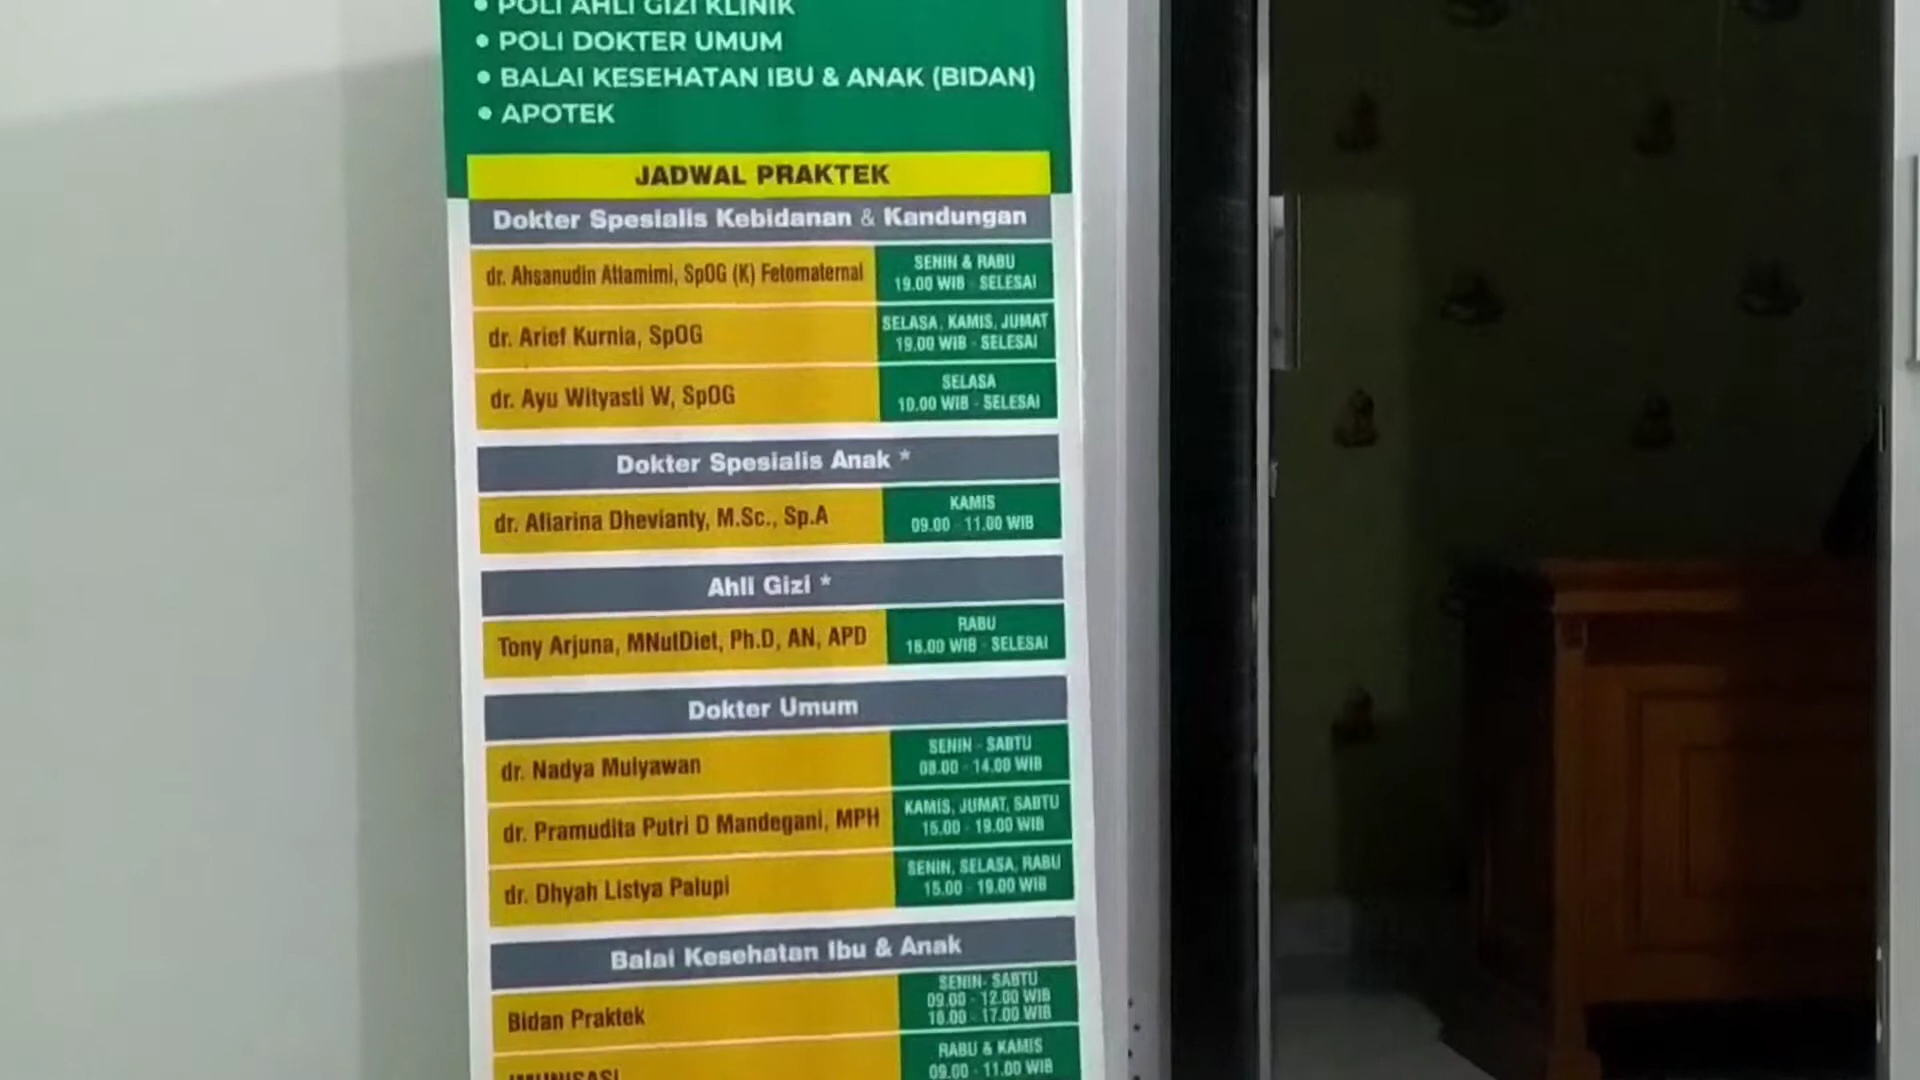 • POLI AHLI GIZI KLINIK
• POLI DOKTER UMUM
• BALAI KESEHATAN IBU & ANAK (BIDAN)
• APOTEK
JADWAL PRAKTEK
Dokter Spesialis Kebidanan & Kandungan
dr. Ahsanudin Attamimi, SpOG (K) Fetomaternal
SENIN & RABU
19.00 WIB - SELESAI
dr. Arief Kurnia, SpOG
SELASA, KAMIS, JUMAT
19.00 WIB - SELESAI
dr. Ayu Wityasti W, SpOG
SELASA
10.00 WIB - SELESAI
Dokter Spesialis Anak *
dr. Afiarina Dhevianty, M.Sc., Sp.A
KAMIS
09.00 - 11.00 WIB
Ahli Gizi *
Tony Arjuna, MNutDiet, Ph.D, AN, APD
RABU
16.00 WIB - SELESAI
Dokter Umum
dr. Nadya Mulyawan
SENIN - SABTU
08.00 - 14.00 WIB
dr. Pramudita Putri D Mandegani, MPH
KAMIS, JUMAT, SABTU
15.00 - 19.00 WIB
dr. Dhyah Listya Palupi
SENIN, SELASA, RABU
15.00 - 19.00 WIB
Balai Kesehatan Ibu & Anak
Bidan Praktek
SENIN- SABTU
09.00 - 12.00 WIB
16.00 - 17.00 WIB
IMUNISASI
RABU & KAMIS
09.00 - 11.00 WIB